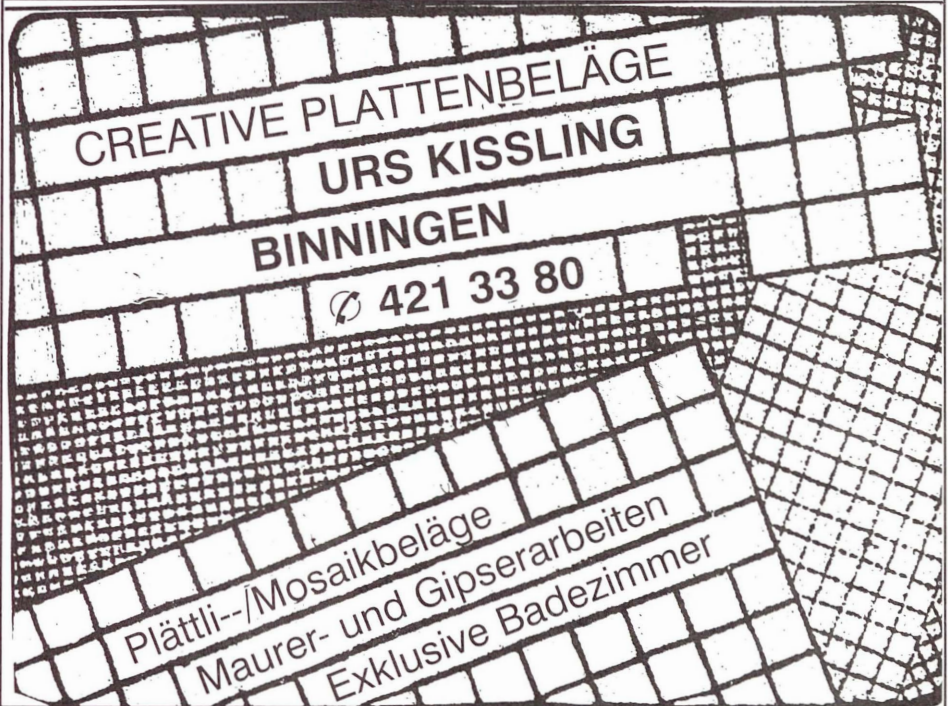 CREATIVE PLATTENBELÄGE
URS KISSLING
BINNINGEN
✆ 421 33 80
Plättli--/Mosaikbeläge
Maurer- und Gipserarbeiten
Exklusive Badezimmer